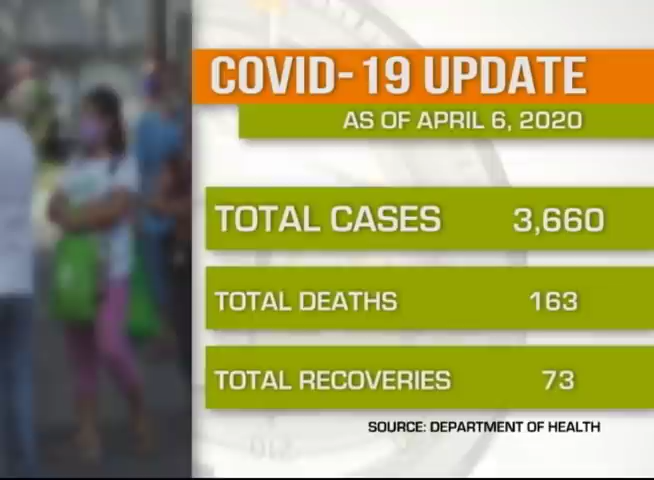 COVID-19 UPDATE
AS OF APRIL 6, 2020
TOTAL CASES 3,660
TOTAL DEATHS 163
TOTAL RECOVERIES 73
SOURCE: DEPARTMENT OF HEALTH